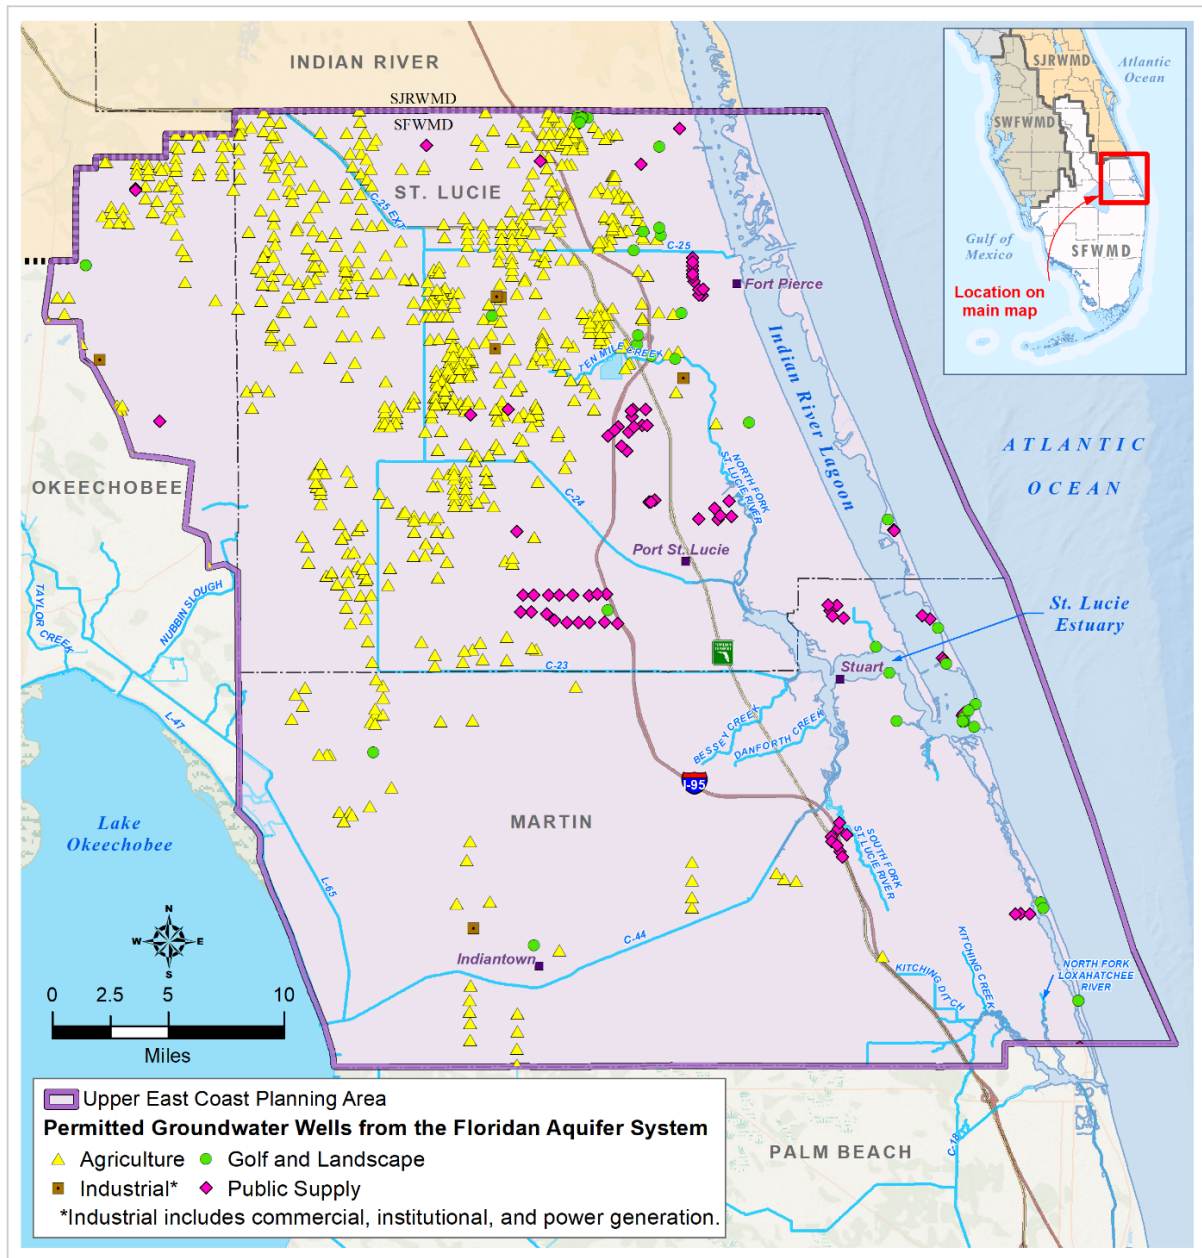 INDIAN RIVER
SJRWMD
SFWMD
ST. LUCIE
C-25 EXT
C-25
Fort Pierce
TEN MILE CREEK
Indian River Lagoon
NORTH FORK
ST. LUCIE RIVER
ATLANTIC
OCEAN
OKEECHOBEE
C-24
Port St. Lucie
TAYLOR CREEK
NUBBIN SLOUGH
St. Lucie
Estuary
C-23
Stuart
L-47
BESSEY CREEK
DANFORTH CREEK
I-95
Lake
Okeechobee
MARTIN
SOUTH FORK
ST. LUCIE RIVER
L-65
C-44
Indiantown
KITCHING DITCH
KITCHING CREEK
NORTH FORK
LOXAHATCHEE
RIVER
C-18
PALM BEACH
SJRWMD
Atlantic
Ocean
SWFWMD
Gulf of
Mexico
SFWMD
Location on
main map
N
W E
S
0 2.5 5 10
Miles
Upper East Coast Planning Area
Permitted Groundwater Wells from the Floridan Aquifer System
Agriculture Golf and Landscape
Industrial* Public Supply
*Industrial includes commercial, institutional, and power generation.